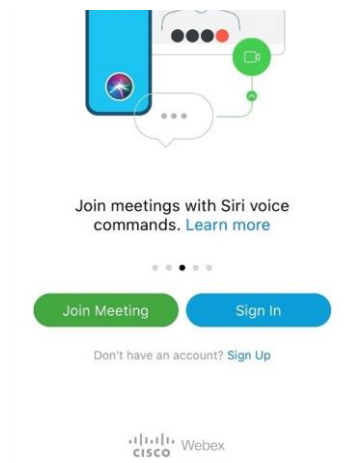 Join meetings with Siri voice
commands. Learn more
Join Meeting
Sign In
Don't have an account? Sign Up
CISCO Webex